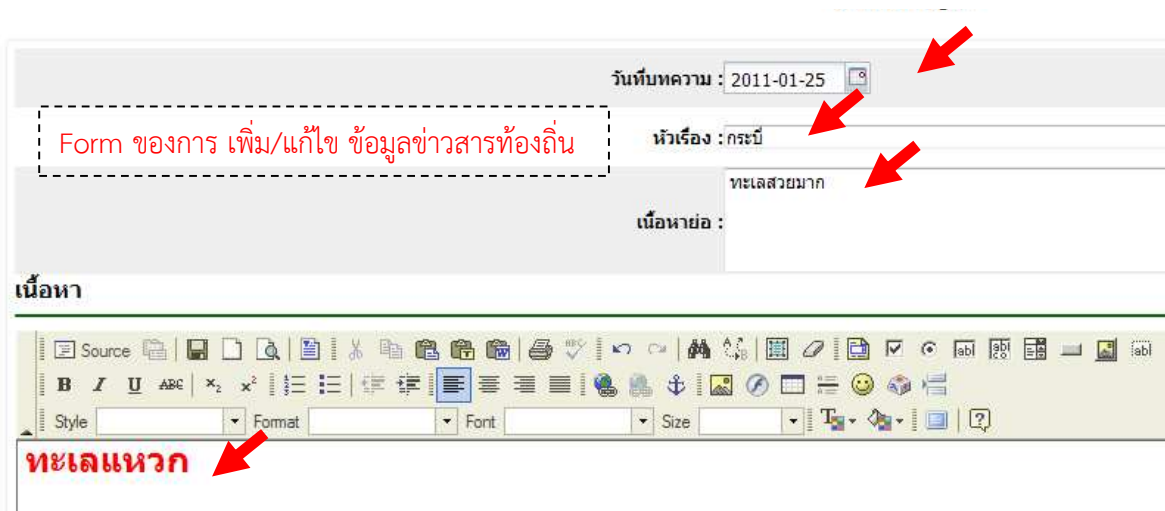 วันที่บทความ : 2011-01-25
Form ของการ เพิ่ม/แก้ไข ข้อมูลข่าวสารท้องถิ่น
หัวเรื่อง : กระบี่
ทะเลสวยมาก
เนื้อหาย่อ :
เนื้อหา
Source
B I U ABC x₂ x²
Style Format Font Size
ทะเลแหวก